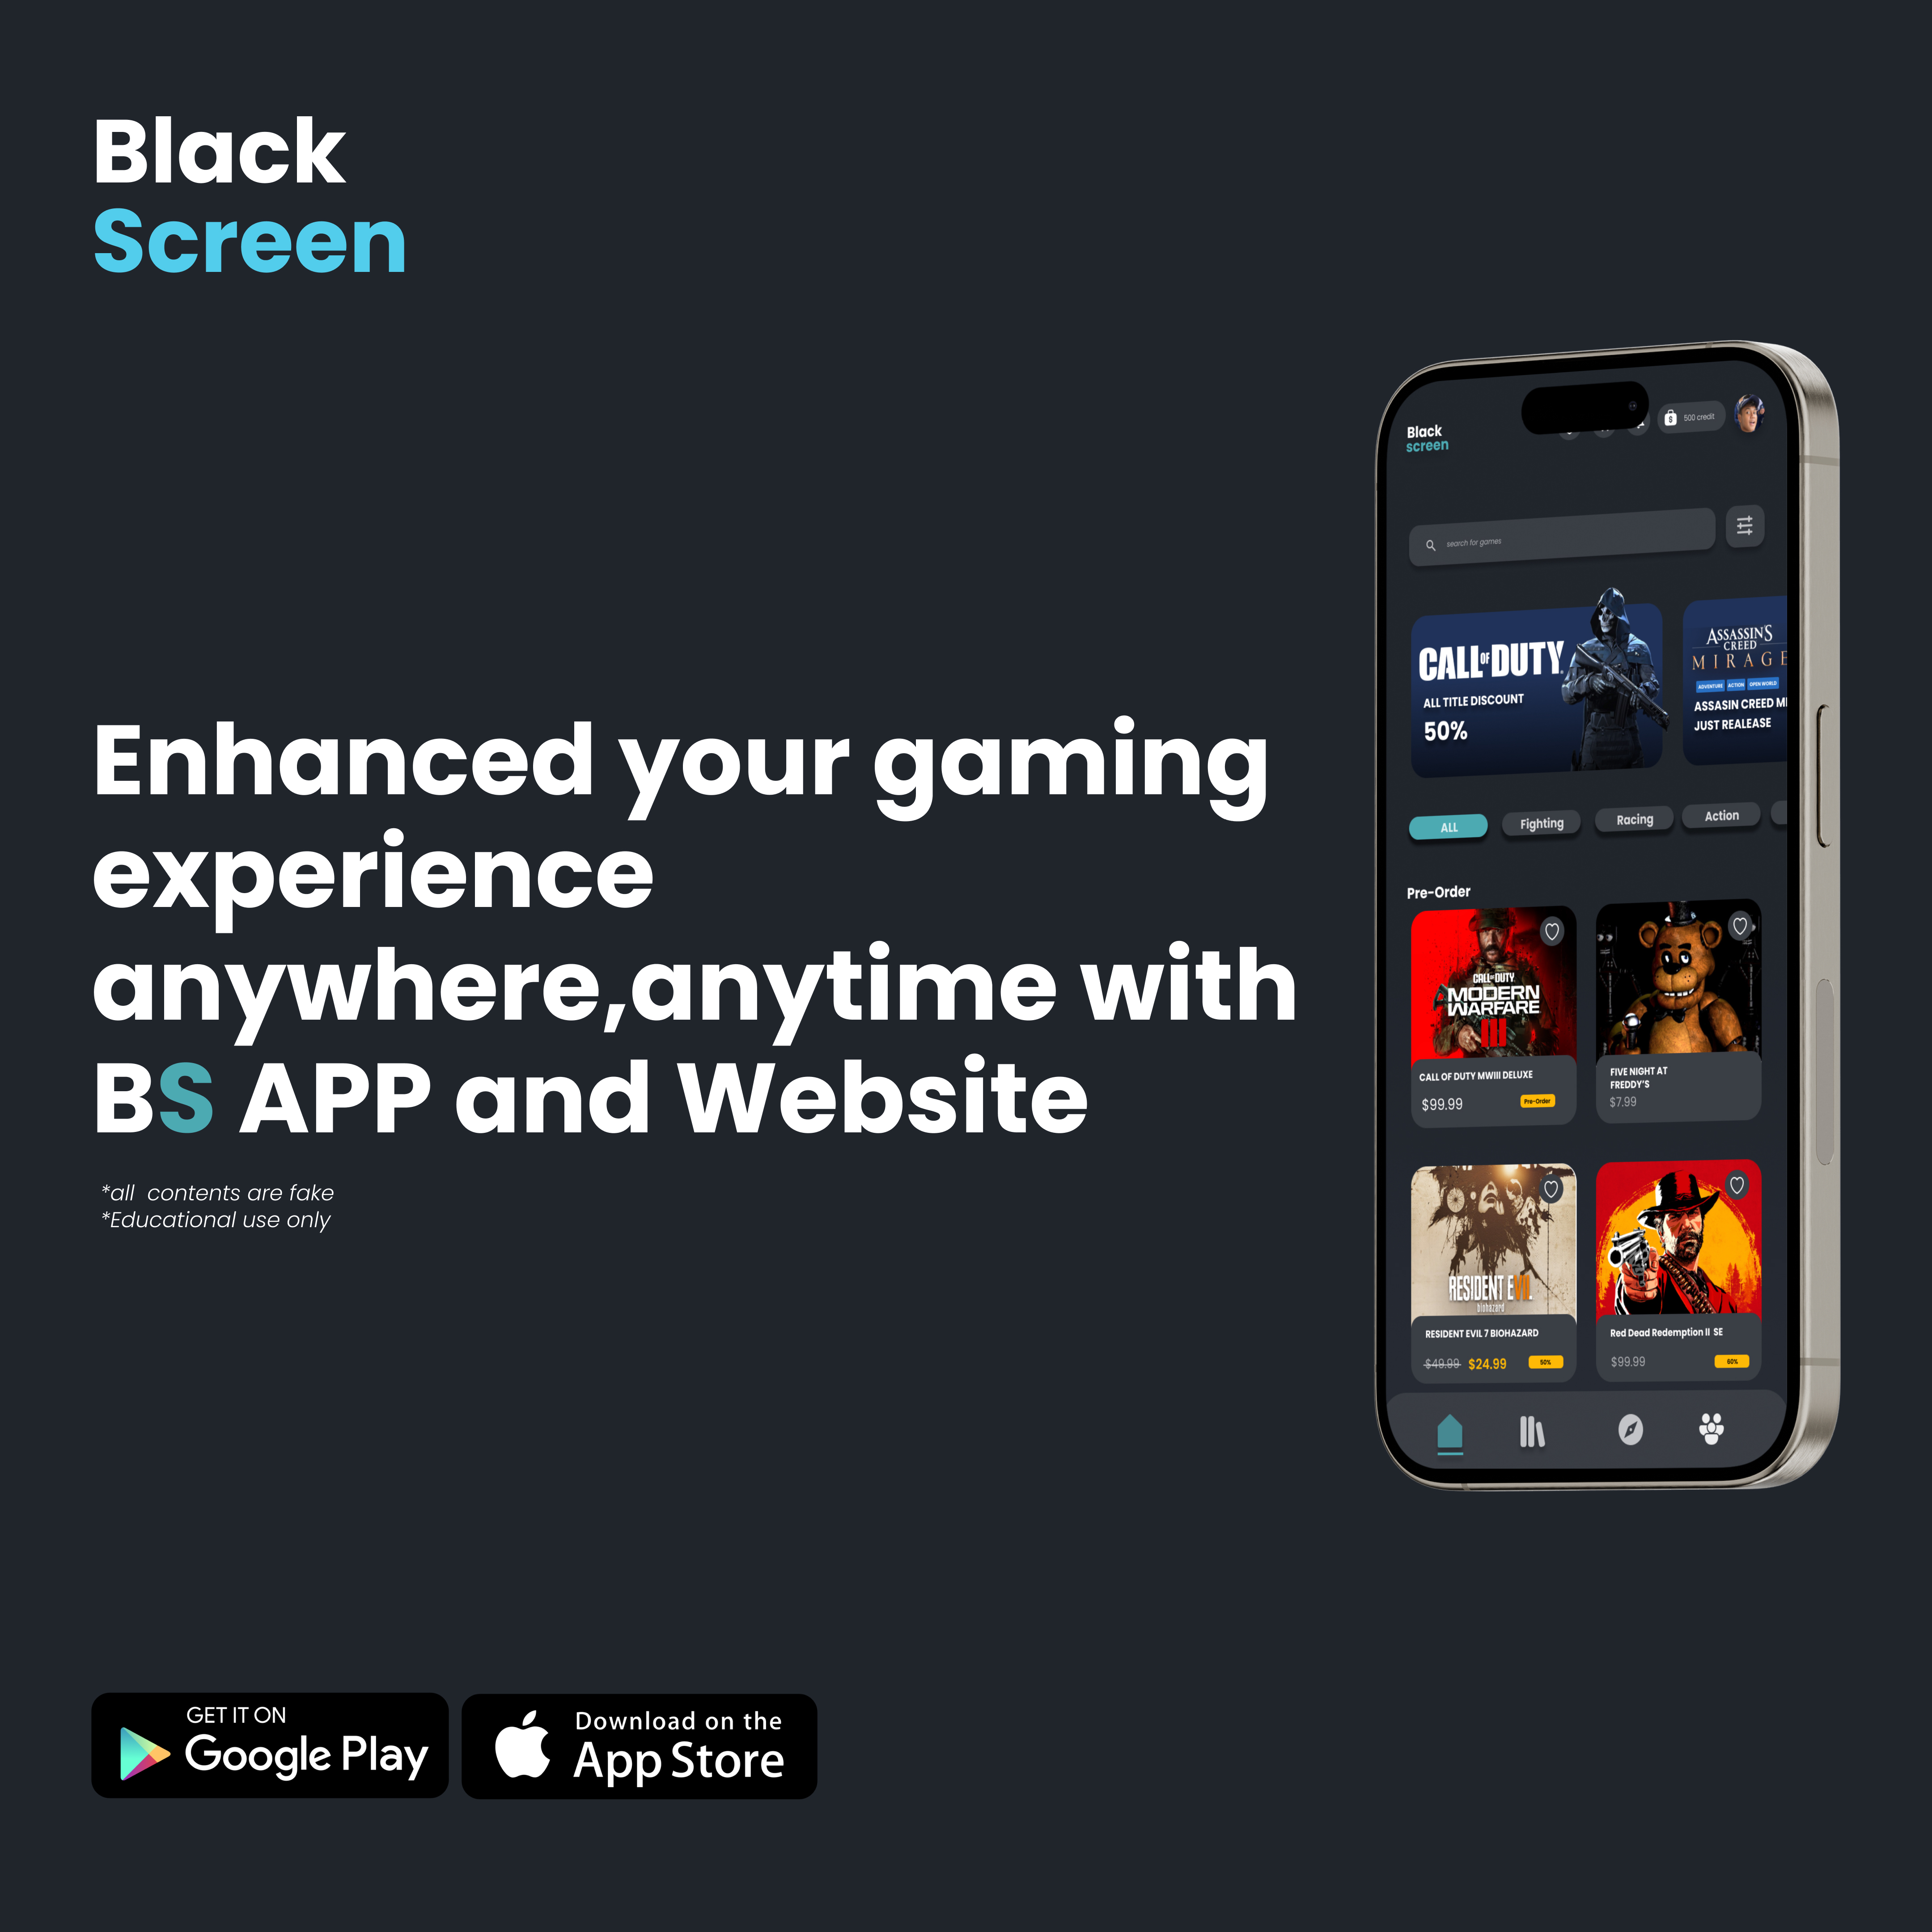 Black
Screen
Enhanced your gaming
experience
anywhere,anytime with
BS APP and Website
*all contents are fake
*Educational use only
GET IT ON
Google Play
Download on the
App Store
Black
screen
500 credit
search for games
CALL OF DUTY
ALL TITLE DISCOUNT
50%
ASSASSIN'S
CREED
MIRAGE
ADVENTURE ACTION OPEN WORLD
ASSASIN CREED MI
JUST REALEASE
ALL Fighting Racing Action
Pre-Order
CALL OF DUTY
MODERN
WARFARE
III
CALL OF DUTY MWIII DELUXE
$99.99 Pre-Order
FIVE NIGHT AT
FREDDY'S
$7.99
RESIDENT EVII.
biohazard
RESIDENT EVIL 7 BIOHAZARD
$49.99 $24.99 50%
Red Dead Redemption II SE
$99.99 60%